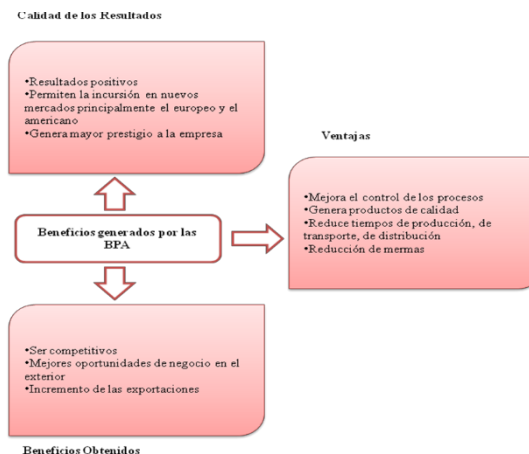 Calidad de los Resultados
•Resultados positivos
•Permiten la incursión en nuevos
mercados principalmente el europeo y el
americano
•Genera mayor prestigio a la empresa
Ventajas
•Mejora el control de los procesos
•Genera productos de calidad
•Reduce tiempos de producción, de
transporte, de distribución
•Reducción de mermas
Beneficios generados por las
BPA
•Ser competitivos
•Mejores oportunidades de negocio en el
exterior
•Incremento de las exportaciones
Beneficios Obtenidos